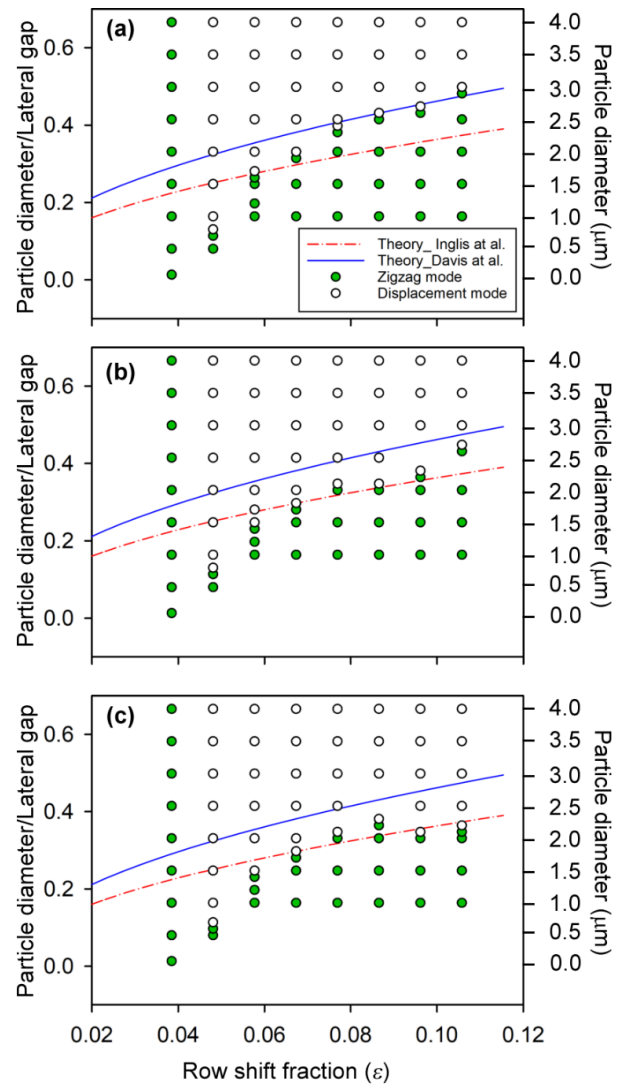 (a)
Particle diameter/Lateral gap
0.6
0.4
0.2
0.0
4.0
3.5
3.0
2.5
2.0
1.5
1.0
0.5
0.0
Particle diameter (μm)
Theory_ Inglis at al.
Theory_Davis at al.
Zigzag mode
Displacement mode
(b)
Particle diameter/Lateral gap
0.6
0.4
0.2
0.0
4.0
3.5
3.0
2.5
2.0
1.5
1.0
0.5
0.0
Particle diameter (μm)
(c)
Particle diameter/Lateral gap
0.6
0.4
0.2
0.0
4.0
3.5
3.0
2.5
2.0
1.5
1.0
0.5
0.0
Particle diameter (μm)
0.02 0.04 0.06 0.08 0.10 0.12
Row shift fraction (ε)